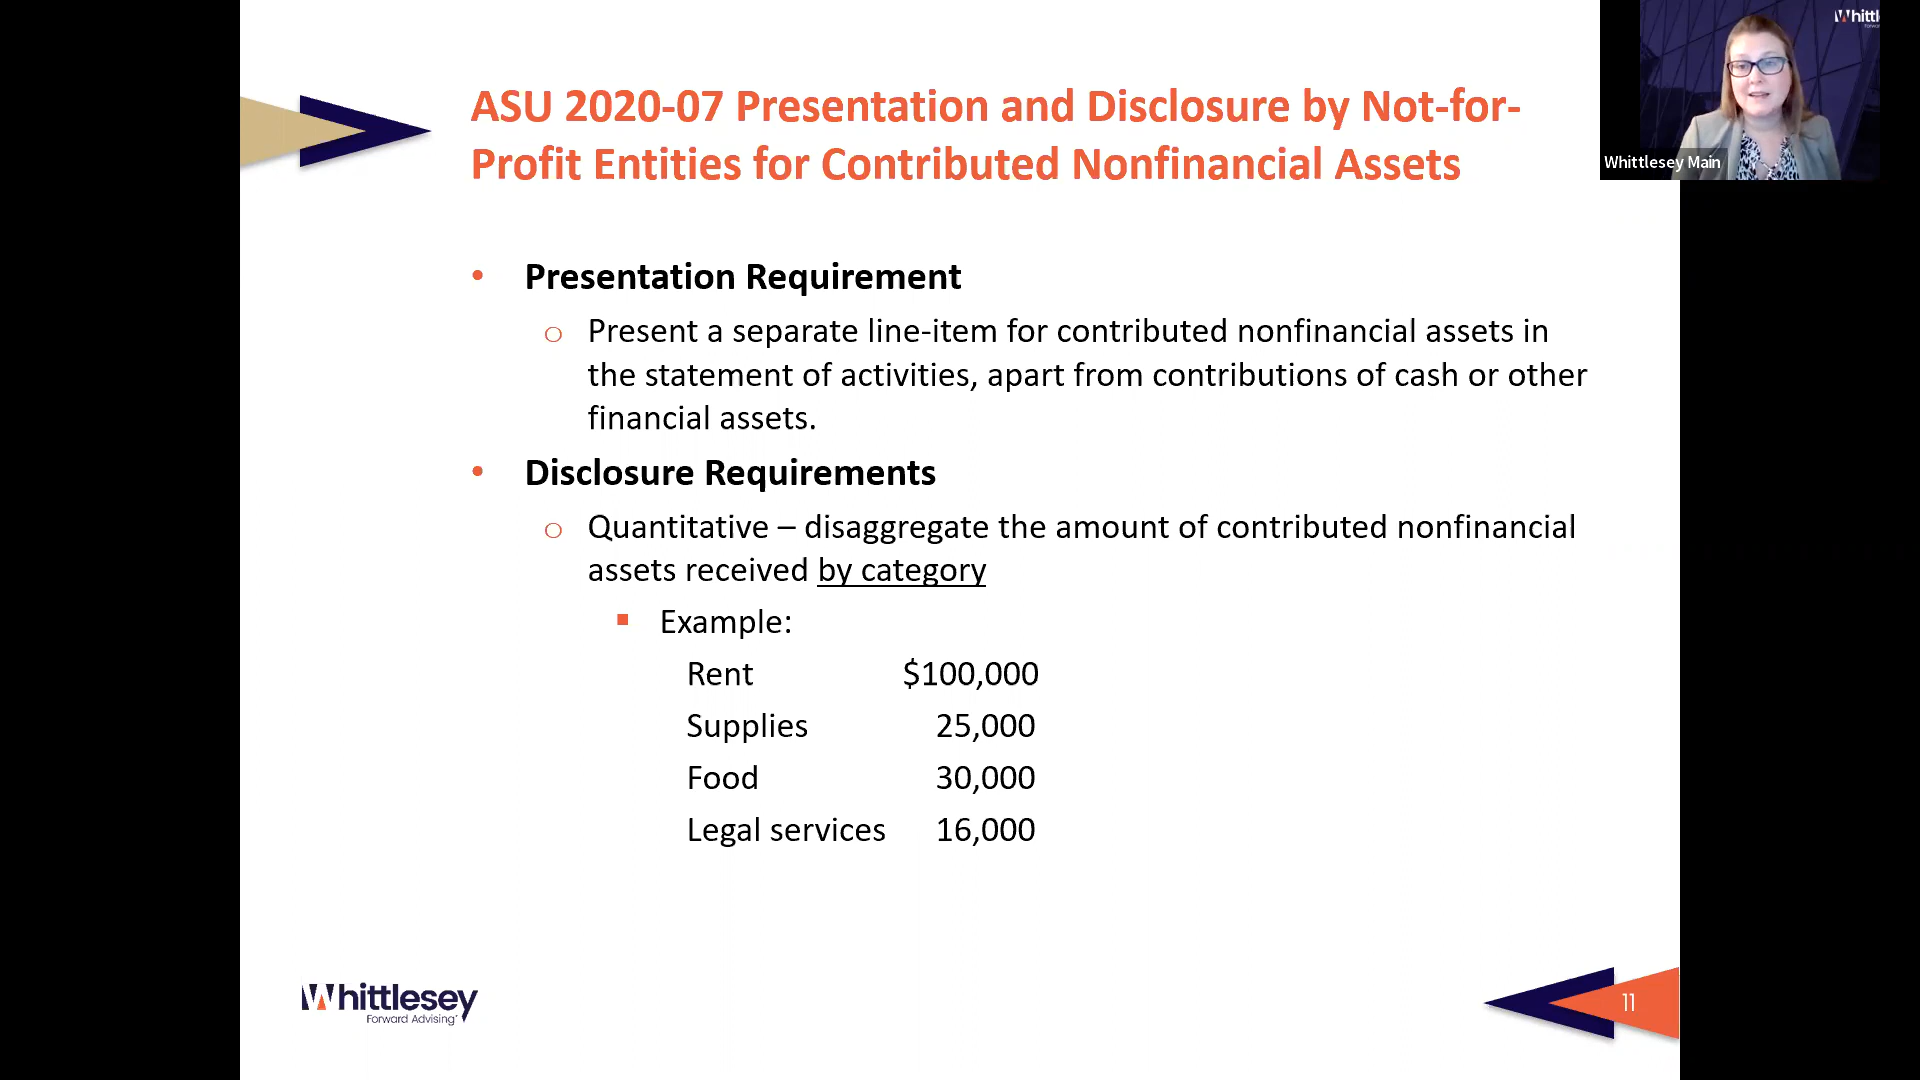 ASU 2020-07 Presentation and Disclosure by Not-for-
Profit Entities for Contributed Nonfinancial Assets
Whittlesey Main
• Presentation Requirement
o Present a separate line-item for contributed nonfinancial assets in
the statement of activities, apart from contributions of cash or other
financial assets.
• Disclosure Requirements
o Quantitative – disaggregate the amount of contributed nonfinancial
assets received by category
▪ Example:
Rent $100,000
Supplies 25,000
Food 30,000
Legal services 16,000
Whittlesey
Forward Advising
11